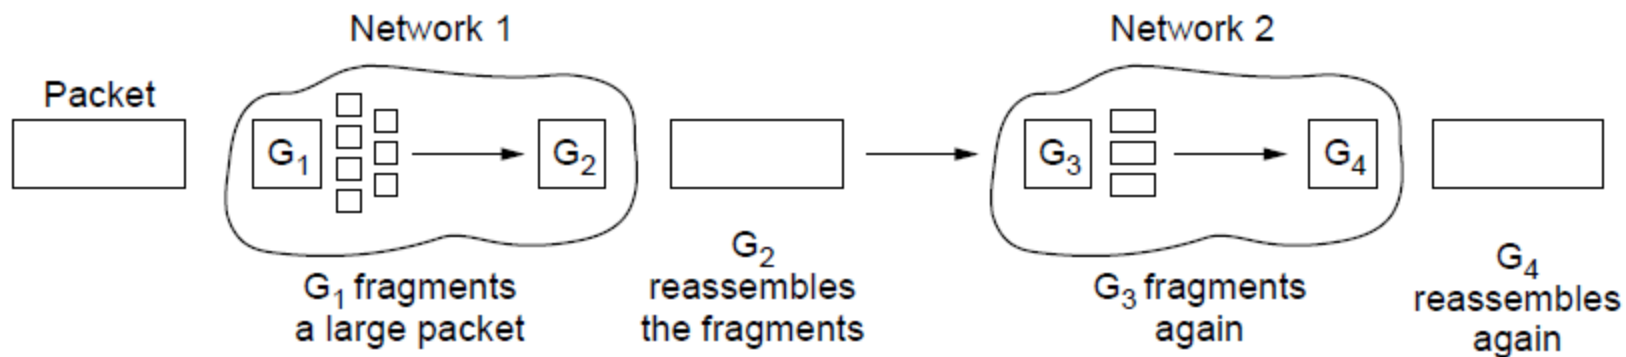 Network 1
Network 2
Packet
G1
G2
G3
G4
G1 fragments
a large packet
G2
reassembles
the fragments
G3 fragments
again
G4
reassembles
again